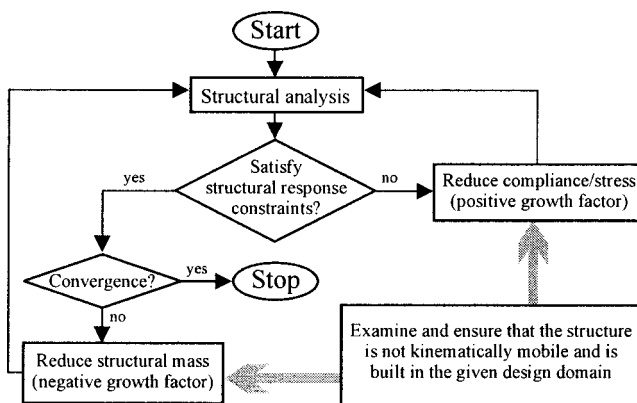 Start
Structural analysis
Satisfy
structural response
constraints?
yes
no
Reduce compliance/stress
(positive growth factor)
Convergence?
yes
Stop
no
Reduce structural mass
(negative growth factor)
Examine and ensure that the structure
is not kinematically mobile and is
built in the given design domain